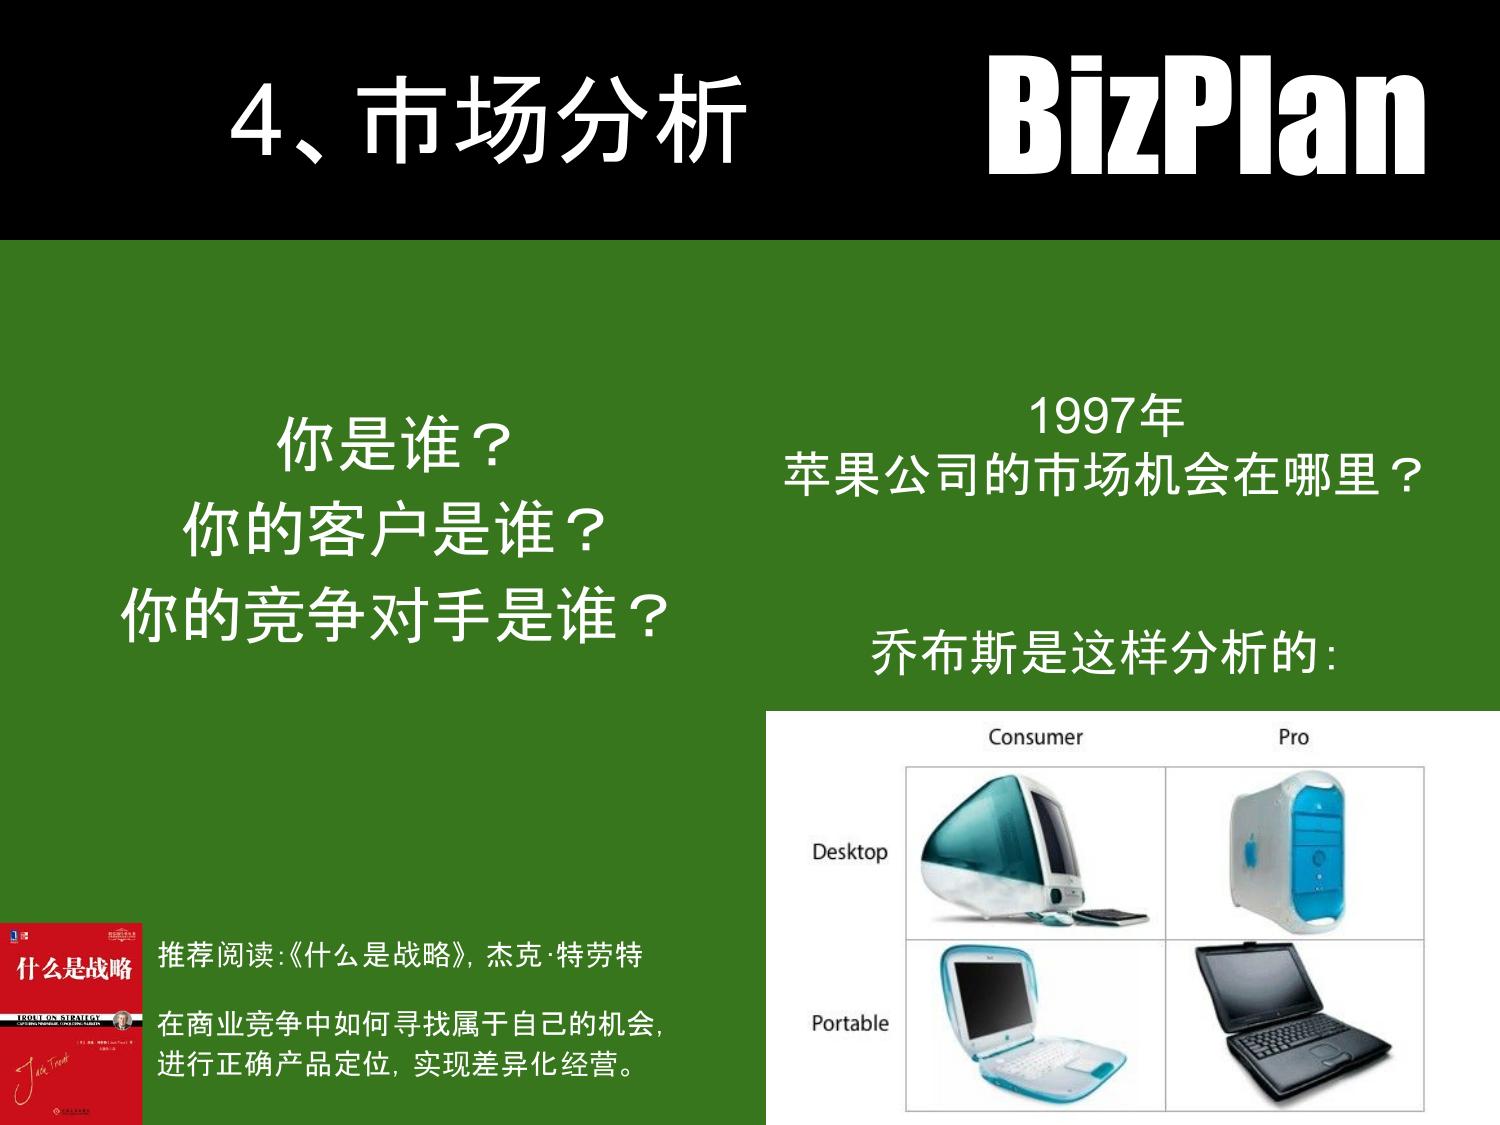 4、市场分析
BizPlan
你是谁？
你的客户是谁？
你的竞争对手是谁？
1997年
苹果公司的市场机会在哪里？
乔布斯是这样分析的：
Consumer
Pro
Desktop
Portable
什么是战略
TROUT ON STRATEGY
Jack Trout
推荐阅读：《什么是战略》，杰克·特劳特
在商业竞争中如何寻找属于自己的机会，
进行正确产品定位，实现差异化经营。